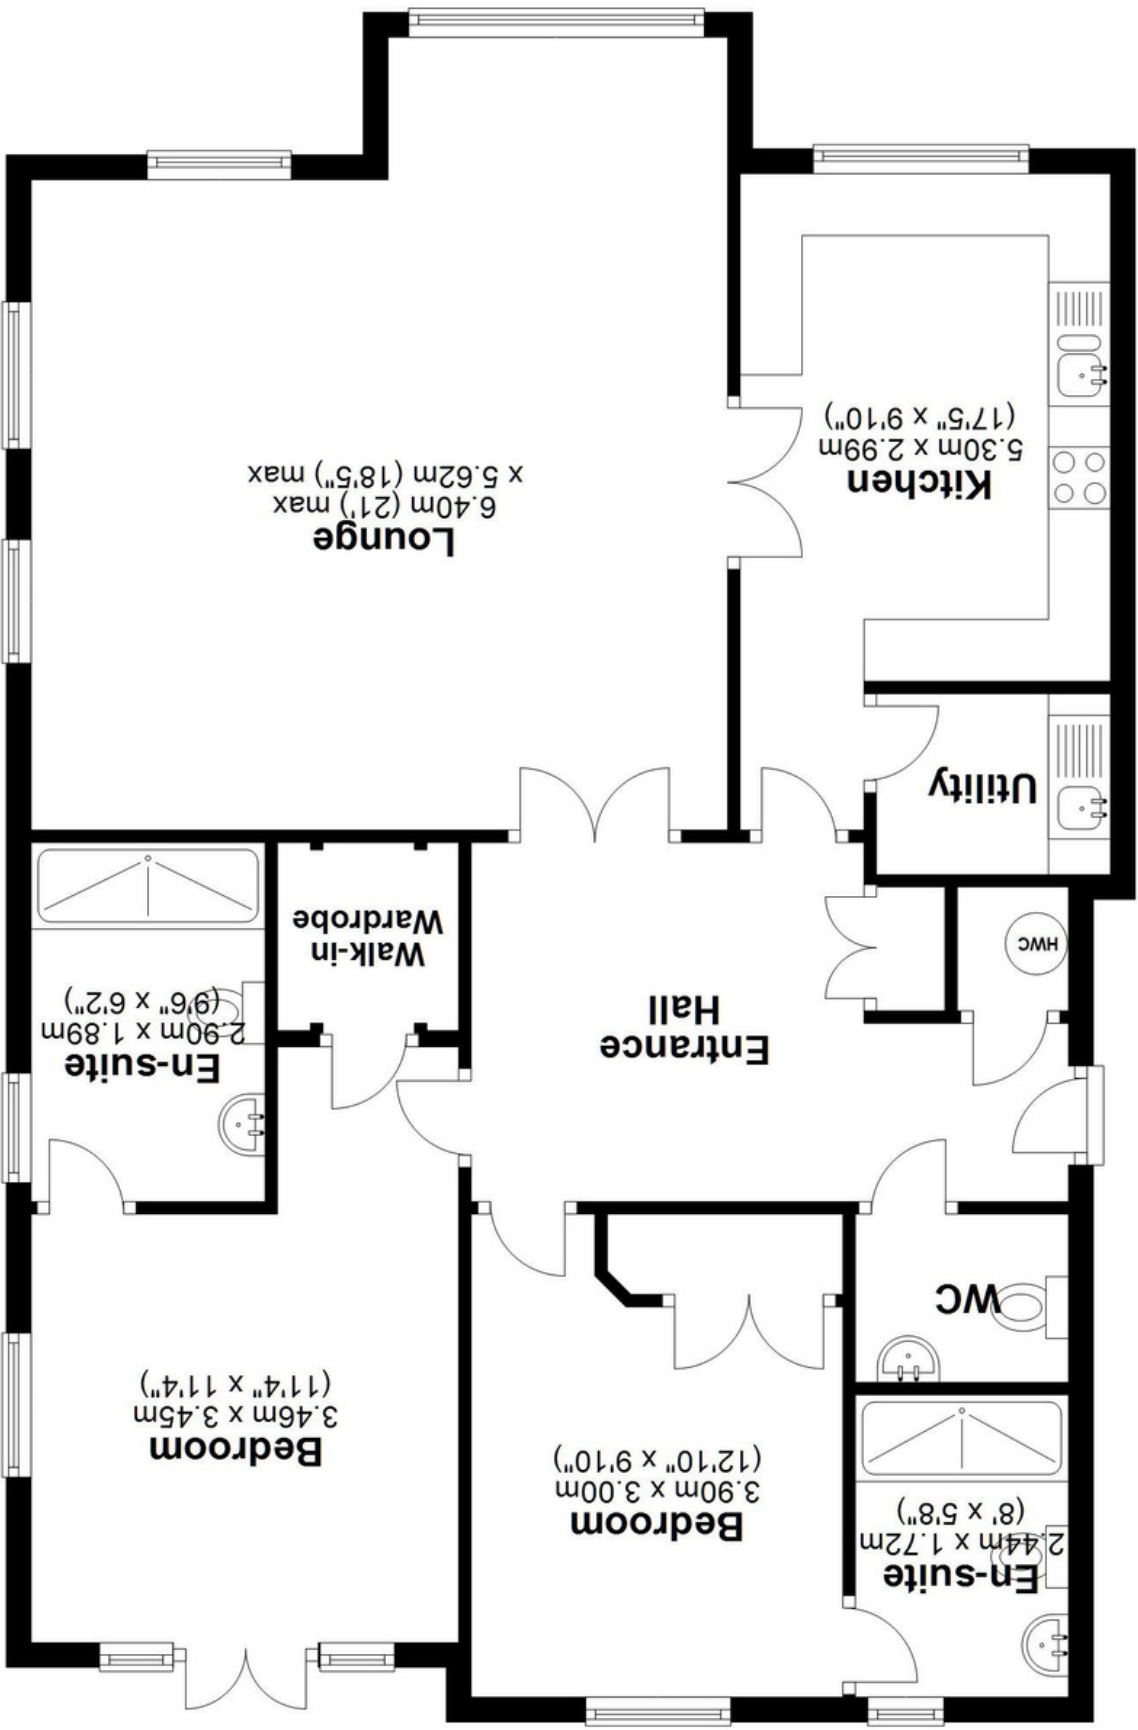 En-suite
2.44m x 1.72m
(8' x 5'8")
Bedroom
3.90m x 3.00m
(12'10" x 9'10")
Bedroom
3.46m x 3.45m
(11'4" x 11'4")
WC
En-suite
2.90m x 1.89m
(9'6" x 6'2")
Entrance
Hall
Walk-in
Wardrobe
HWC
Utility
Lounge
6.40m (21') max
x 5.62m (18'5") max
Kitchen
5.30m x 2.99m
(17'5" x 9'10")